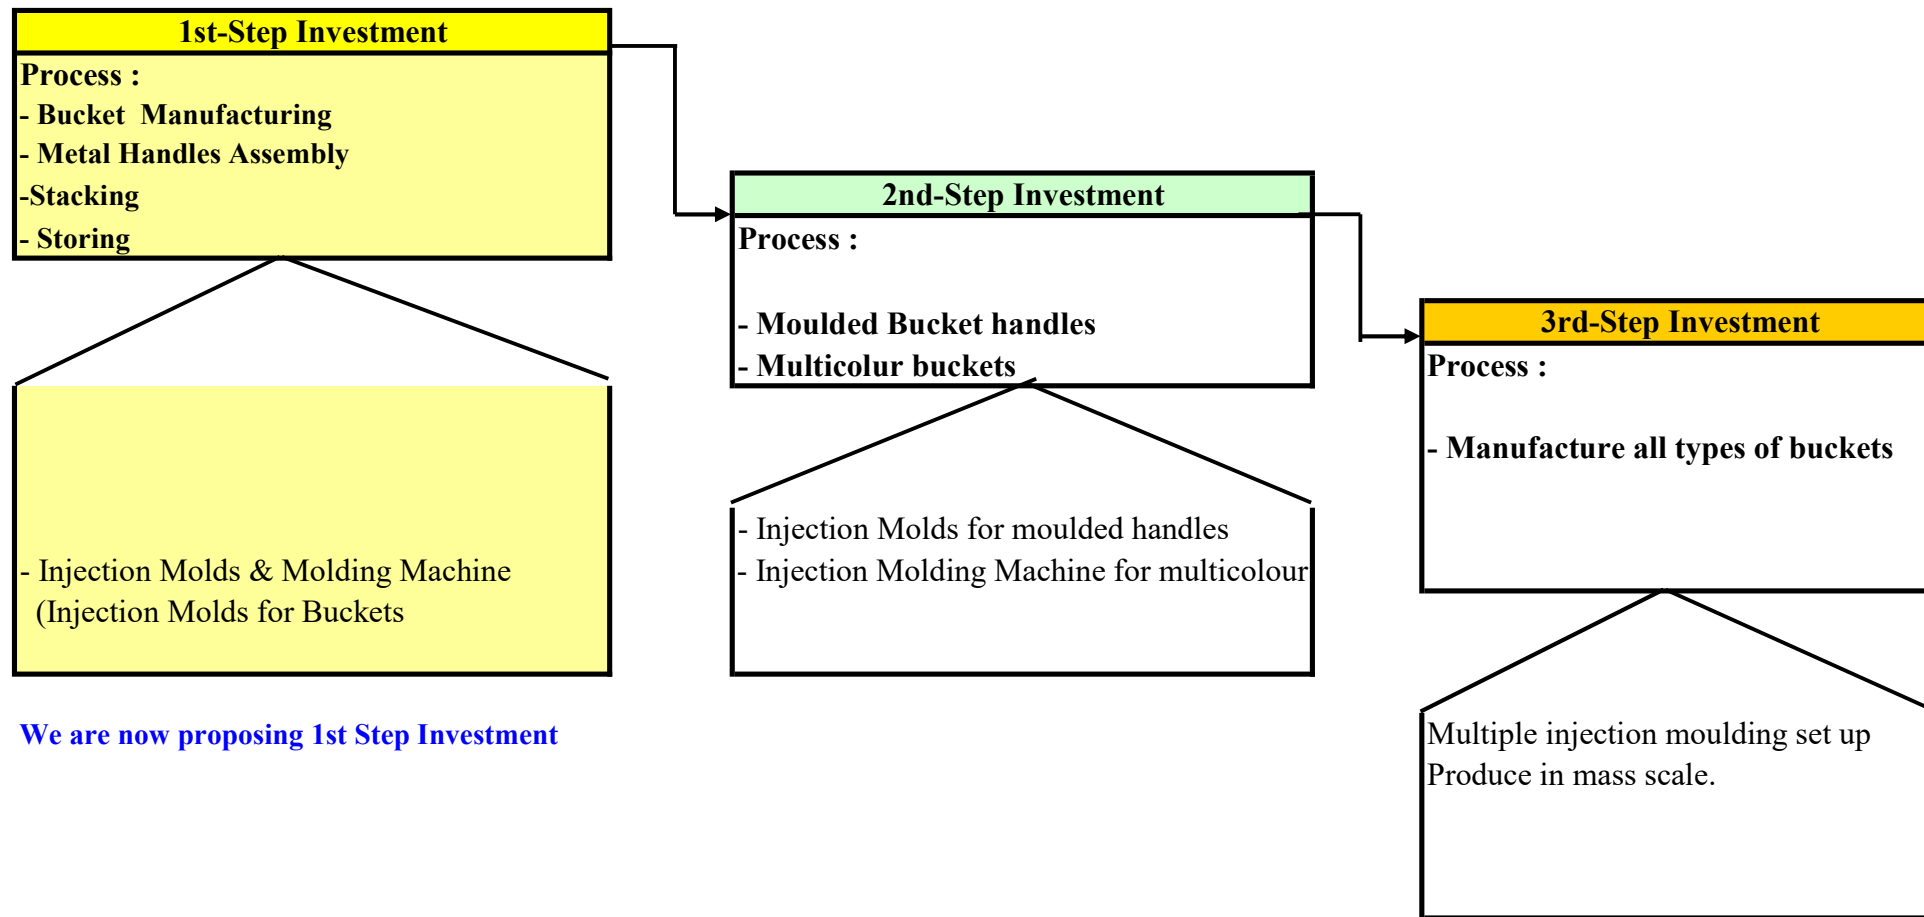 1st-Step Investment
Process :
- Bucket  Manufacturing
- Metal Handles Assembly
-Stacking
- Storing
- Injection Molds & Molding Machine
(Injection Molds for Buckets
We are now proposing 1st Step Investment
2nd-Step Investment
Process :
- Moulded Bucket handles
- Multicolur buckets
- Injection Molds for moulded handles
- Injection Molding Machine for multicolour
3rd-Step Investment
Process :
- Manufacture all types of buckets
Multiple injection moulding set up
Produce in mass scale.